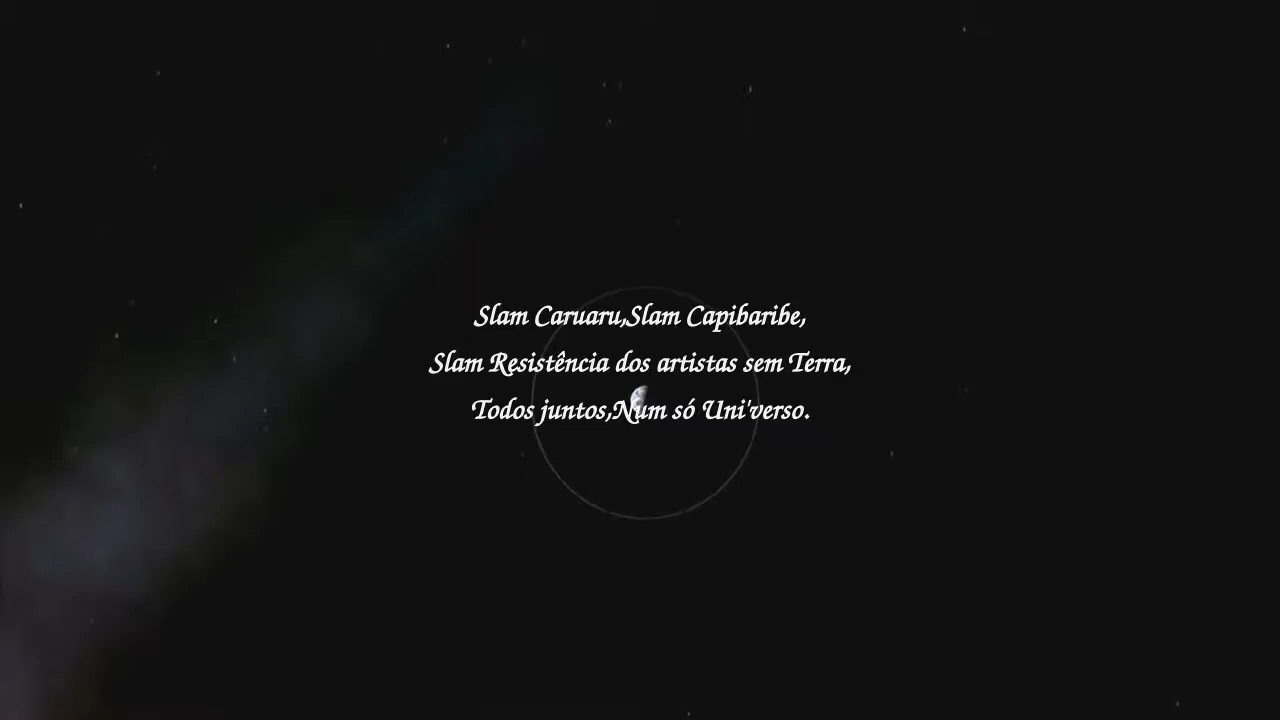 Slam Caruaru,Slam Capibaribe,
Slam Resistência dos artistas sem Terra,
Todos juntos,Num só Uni'verso.